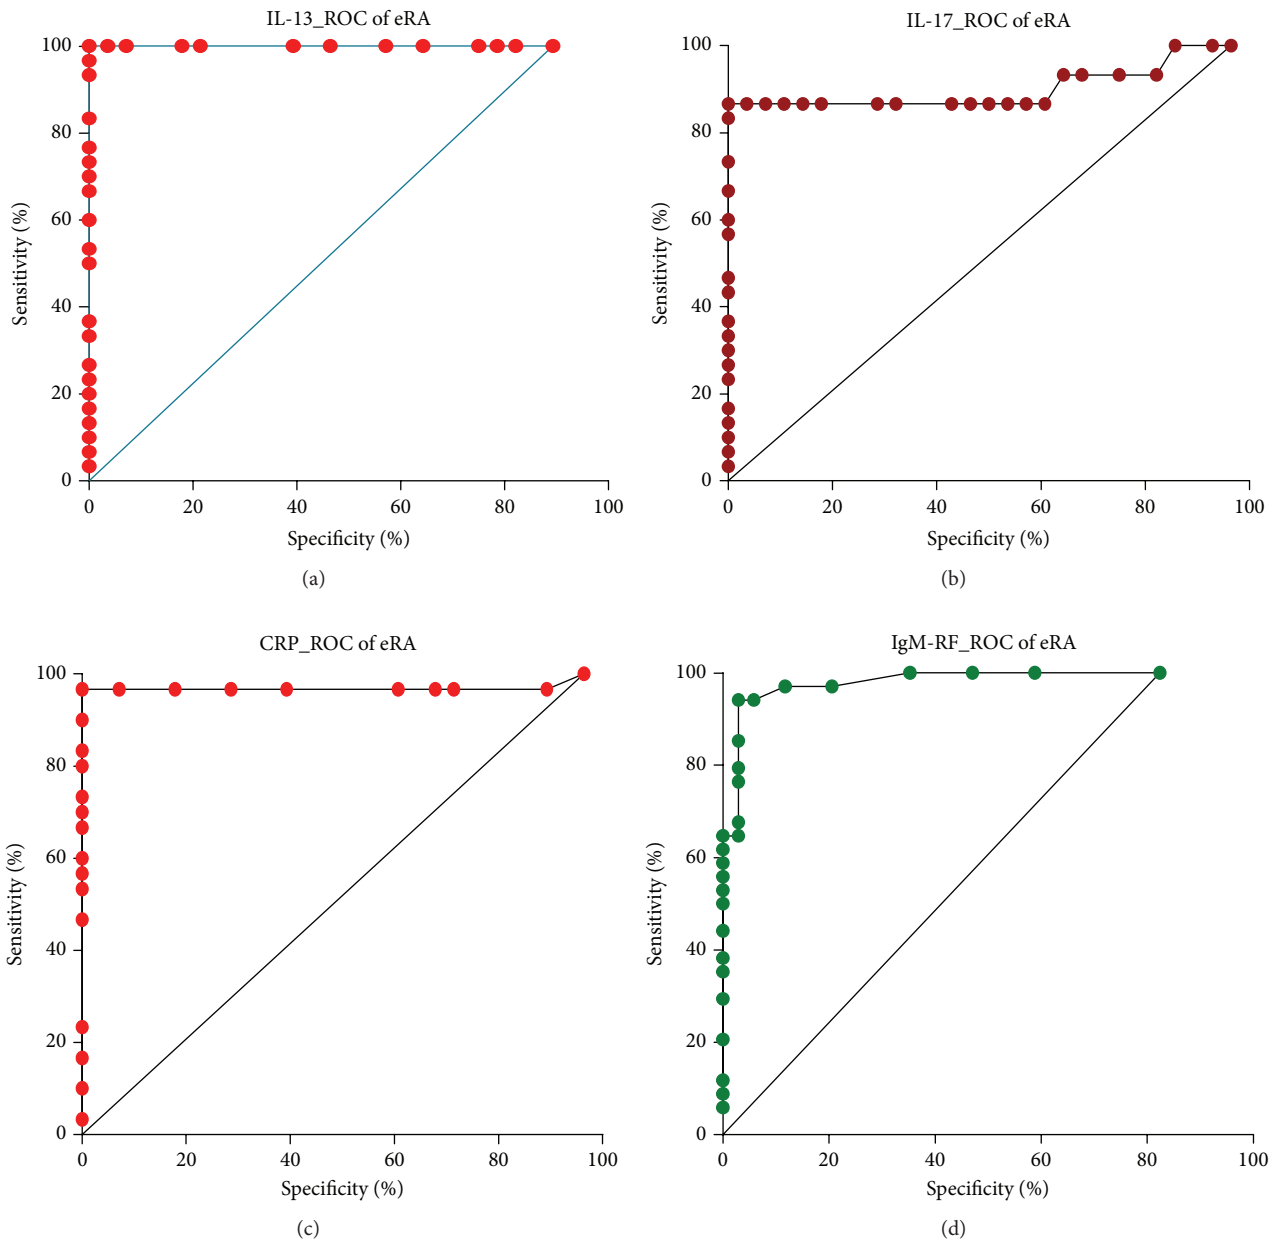 IL-13_ROC of eRA
100
80
60
40
20
0
Sensitivity (%)
0 20 40 60 80 100
Specificity (%)
(a)
IL-17_ROC of eRA
100
80
60
40
20
0
Sensitivity (%)
0 20 40 60 80 100
Specificity (%)
(b)
CRP_ROC of eRA
100
80
60
40
20
0
Sensitivity (%)
0 20 40 60 80 100
Specificity (%)
(c)
IgM-RF_ROC of eRA
100
80
60
40
20
0
Sensitivity (%)
0 20 40 60 80 100
Specificity (%)
(d)